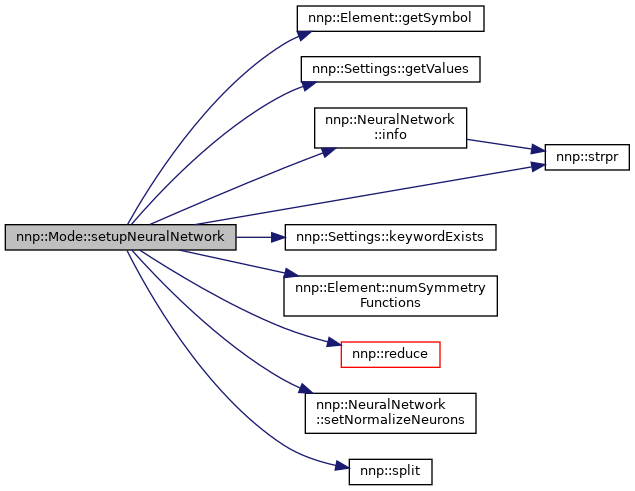 nnp::Element::getSymbol
nnp::Settings::getValues
nnp::NeuralNetwork
::info
nnp::strpr
nnp::Mode::setupNeuralNetwork
nnp::Settings::keywordExists
nnp::Element::numSymmetry
Functions
nnp::reduce
nnp::NeuralNetwork
::setNormalizeNeurons
nnp::split